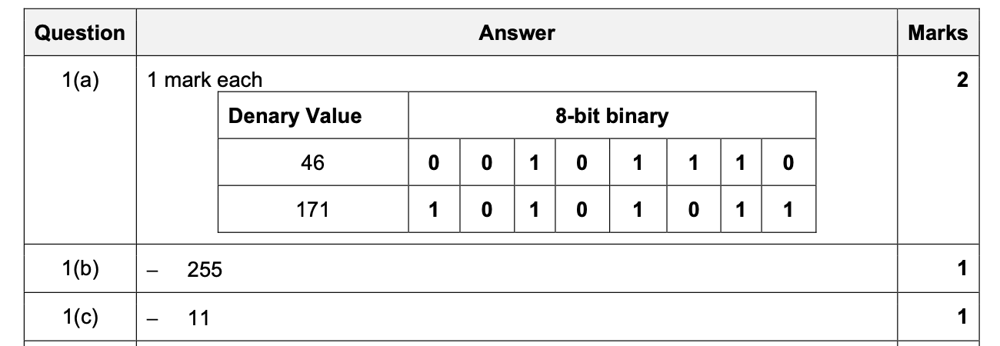 Question Answer Marks
1(a) 1 mark each 2
Denary Value 8-bit binary
46 0 0 1 0 1 1 1 0
171 1 0 1 0 1 0 1 1
1(b) – 255 1
1(c) – 11 1